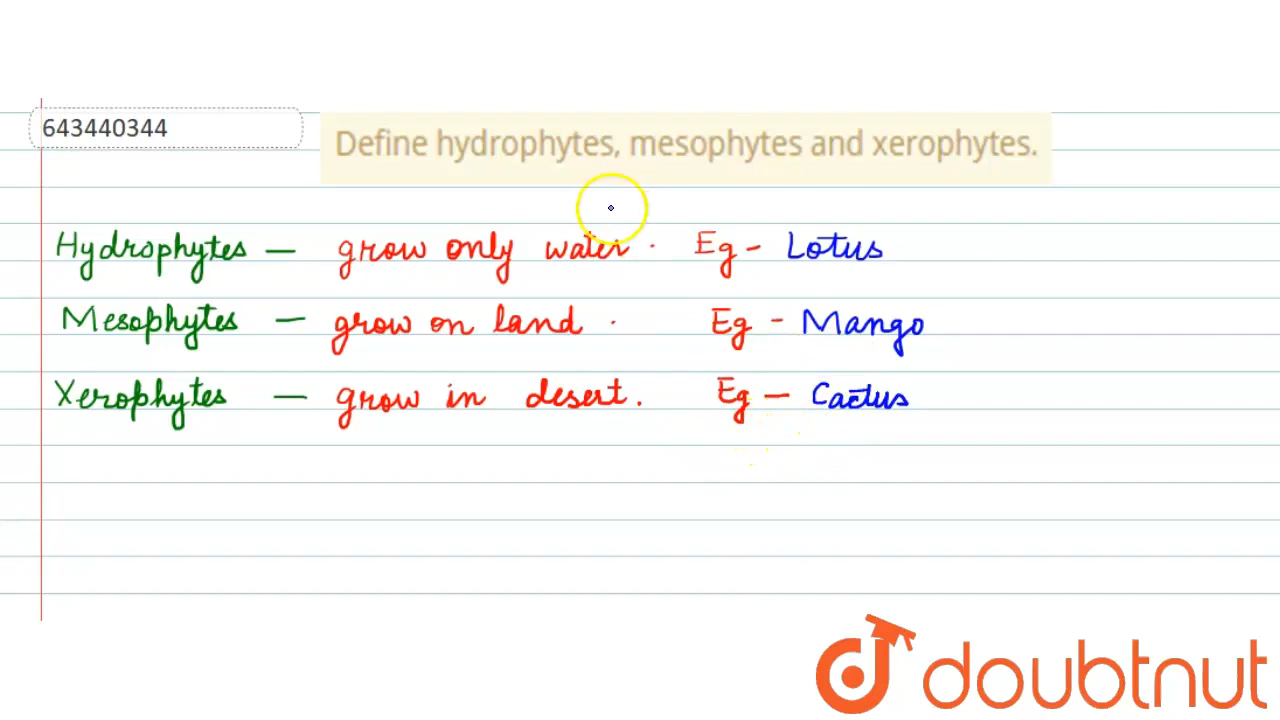 643440344
Define hydrophytes, mesophytes and xerophytes.
Hydrophytes — grow only water. Eg - Lotus
Mesophytes — grow on land. Eg - Mango
Xerophytes — grow in desert. Eg — Cactus
doubtnut